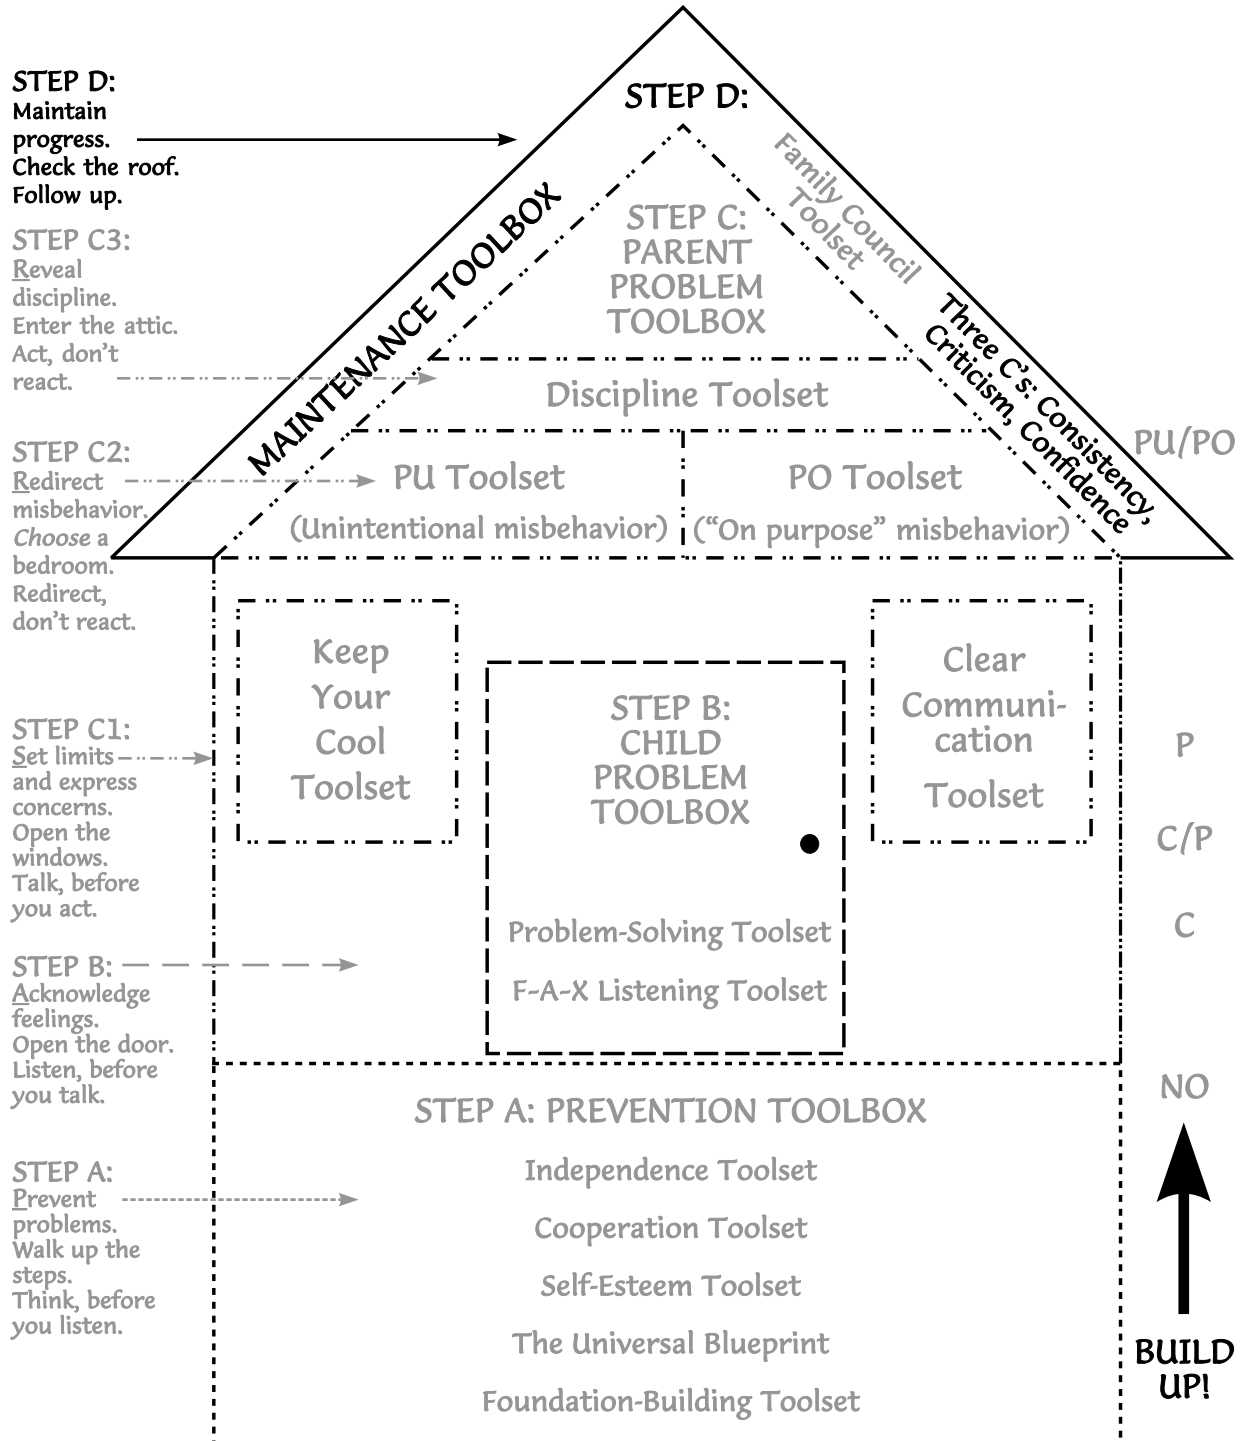 STEP D:
Maintain
progress.
Check the roof.
Follow up.
STEP C3:
Reveal
discipline.
Enter the attic.
Act, don’t
react.
STEP C2:
Redirect
misbehavior.
Choose a
bedroom.
Redirect,
don’t react.
STEP C1:
Set limits
and express
concerns.
Open the
windows.
Talk, before
you act.
STEP B:
Acknowledge
feelings.
Open the door.
Listen, before
you talk.
STEP A:
Prevent
problems.
Walk up the
steps.
Think, before
you listen.
STEP D:
MAINTENANCE TOOLBOX
Family Council
Toolset
Three C’s: Consistency,
Criticism, Confidence
STEP C:
PARENT
PROBLEM
TOOLBOX
Discipline Toolset
PU Toolset
(Unintentional misbehavior)
PO Toolset
(“On purpose” misbehavior)
Keep
Your
Cool
Toolset
STEP B:
CHILD
PROBLEM
TOOLBOX
Problem-Solving Toolset
F-A-X Listening Toolset
Clear
Communi-
cation
Toolset
STEP A: PREVENTION TOOLBOX
Independence Toolset
Cooperation Toolset
Self-Esteem Toolset
The Universal Blueprint
Foundation-Building Toolset
PU/PO
P
C/P
C
NO
BUILD
UP!